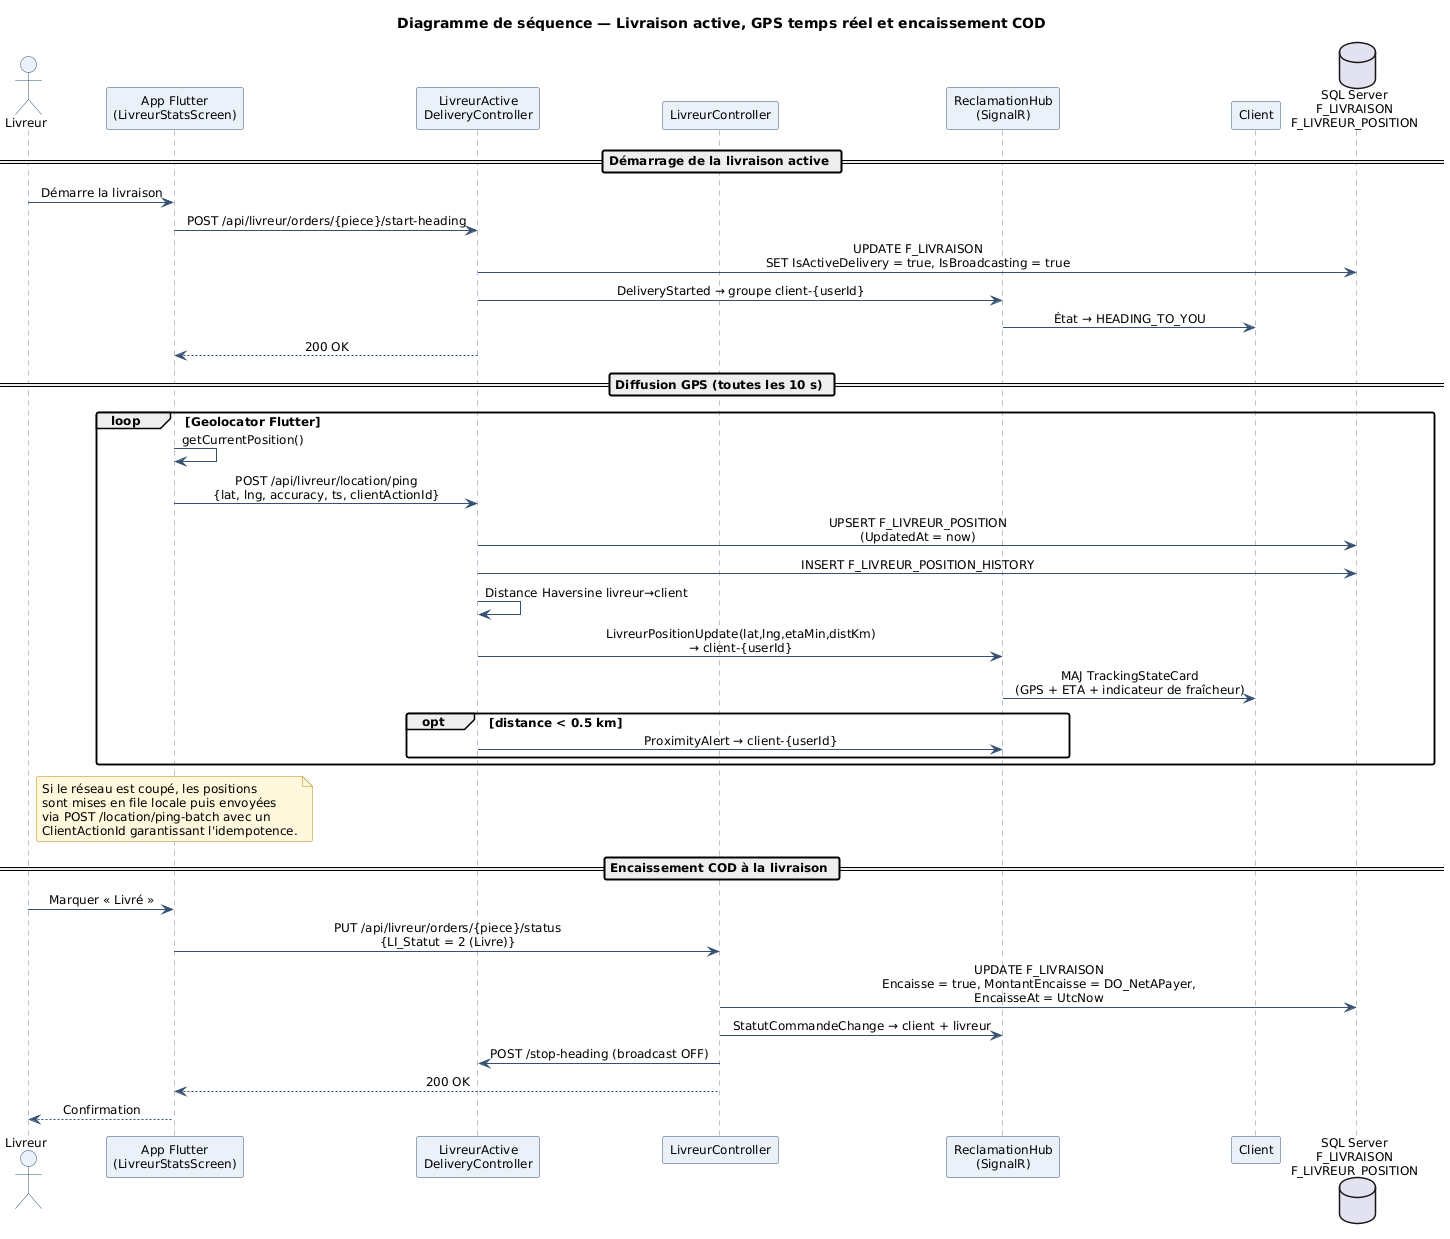 Diagramme de séquence — Livraison active, GPS temps réel et encaissement COD
Livreur
App Flutter
(LivreurStatsScreen)
LivreurActive
DeliveryController
LivreurController
ReclamationHub
(SignalR)
Client
SQL Server
F_LIVRAISON
F_LIVREUR_POSITION
Démarrage de la livraison active
Démarre la livraison
POST /api/livreur/orders/{piece}/start-heading
UPDATE F_LIVRAISON
SET IsActiveDelivery = true, IsBroadcasting = true
DeliveryStarted → groupe client-{userId}
État → HEADING_TO_YOU
200 OK
Diffusion GPS (toutes les 10 s)
loop
[Geolocator Flutter]
getCurrentPosition()
POST /api/livreur/location/ping
{lat, lng, accuracy, ts, clientActionId}
UPSERT F_LIVREUR_POSITION
(UpdatedAt = now)
INSERT F_LIVREUR_POSITION_HISTORY
Distance Haversine livreur→client
LivreurPositionUpdate(lat,lng,etaMin,distKm)
→ client-{userId}
MAJ TrackingStateCard
(GPS + ETA + indicateur de fraîcheur)
opt
[distance < 0.5 km]
ProximityAlert → client-{userId}
Si le réseau est coupé, les positions
sont mises en file locale puis envoyées
via POST /location/ping-batch avec un
ClientActionId garantissant l'idempotence.
Encaissement COD à la livraison
Marquer « Livré »
PUT /api/livreur/orders/{piece}/status
{LI_Statut = 2 (Livre)}
UPDATE F_LIVRAISON
Encaisse = true, MontantEncaisse = DO_NetAPayer,
EncaisseAt = UtcNow
StatutCommandeChange → client + livreur
POST /stop-heading (broadcast OFF)
200 OK
Confirmation
Livreur
App Flutter
(LivreurStatsScreen)
LivreurActive
DeliveryController
LivreurController
ReclamationHub
(SignalR)
Client
SQL Server
F_LIVRAISON
F_LIVREUR_POSITION